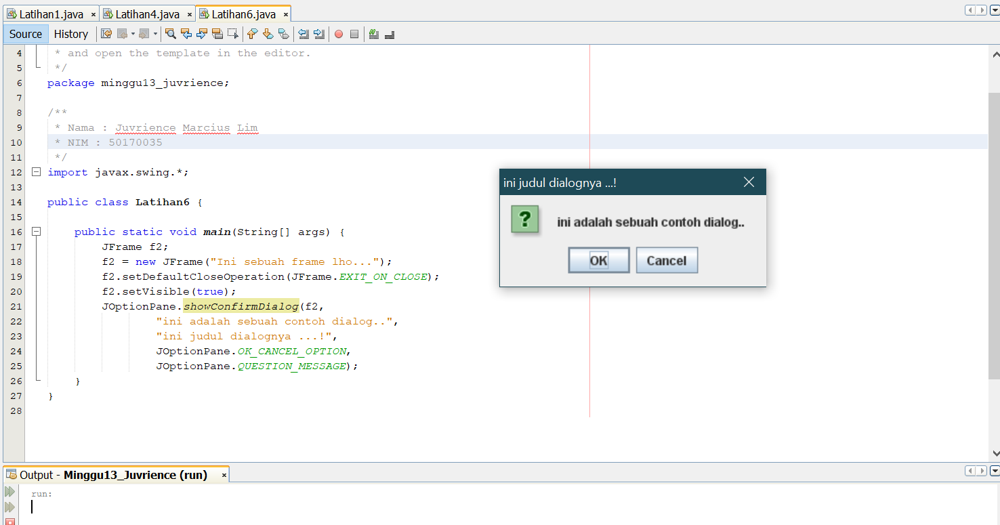 Latihan1.java × Latihan4.java × Latihan6.java ×
Source History
4 * and open the template in the editor.
5 */
6 package minggu13_juvrience;
7
8 /**
9 * Nama : Juvrience Marcius Lim
10 * NIM : 50170035
11 */
12 import javax.swing.*;
13
14 public class Latihan6 {
15
16 public static void main(String[] args) {
17 JFrame f2;
18 f2 = new JFrame("Ini sebuah frame lho...");
19 f2.setDefaultCloseOperation(JFrame.EXIT_ON_CLOSE);
20 f2.setVisible(true);
21 JOptionPane.showConfirmDialog(f2,
22 "ini adalah sebuah contoh dialog..",
23 "ini judul dialognya ...!",
24 JOptionPane.OK_CANCEL_OPTION,
25 JOptionPane.QUESTION_MESSAGE);
26 }
27 }
28
ini judul dialognya ...!
? ini adalah sebuah contoh dialog..
OK Cancel
Output - Minggu13_Juvrience (run) ×
run: